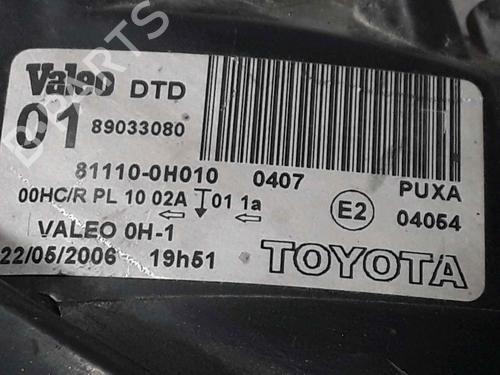 Valeo DTD
01 89033080
81110-0H010 0407 PUXA
00HC/R PL 10 02A 01 1a E2 04054
VALEO 0H-1
22/05/2006 19h51 TOYOTA
B-PARTS